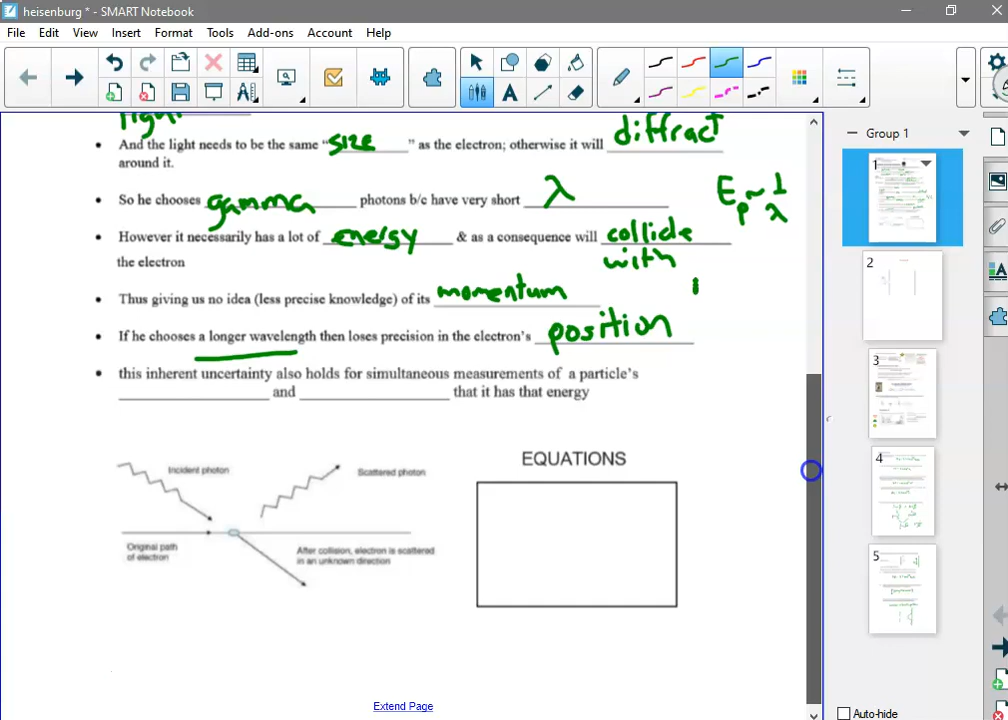 heisenburg * - SMART Notebook
File Edit View Insert Format Tools Add-ons Account Help
light
• And the light needs to be the same “ size ” as the electron; otherwise it will diffract
around it.
• So he chooses gamma photons b/c have very short λ
Ep ~ 1/λ
• However it necessarily has a lot of energy & as a consequence will collide
with
the electron
• Thus giving us no idea (less precise knowledge) of its momentum
• If he chooses a longer wavelength then loses precision in the electron's position
• this inherent uncertainty also holds for simultaneous measurements of a particle's
____ and ____ that it has that energy
EQUATIONS
Incident photon
Scattered photon
Original path
of electron
After collision, electron is scattered
in an unknown direction
Extend Page
Group 1
1
2
3
4
5
Auto-hide